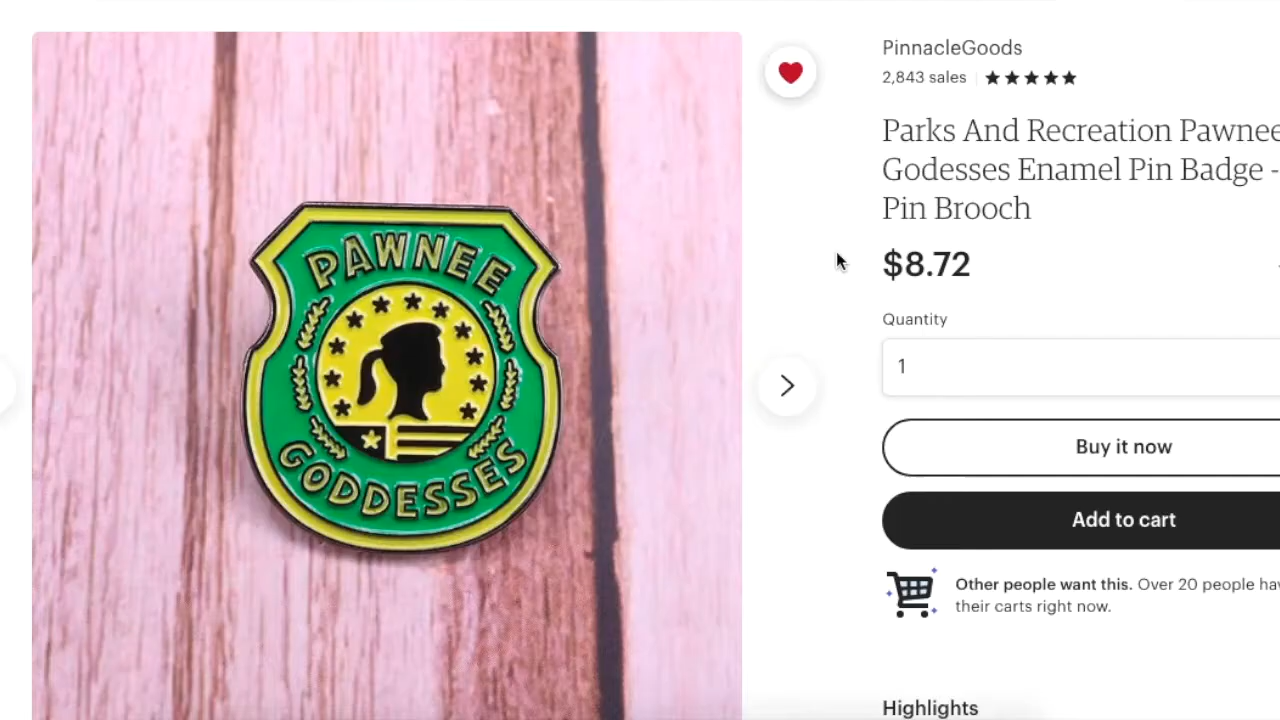 PAWNEE
GODDESSES
PinnacleGoods
2,843 sales
Parks And Recreation Pawnee
Godesses Enamel Pin Badge -
Pin Brooch
$8.72
Quantity
1
Buy it now
Add to cart
Other people want this. Over 20 people hav
their carts right now.
Highlights